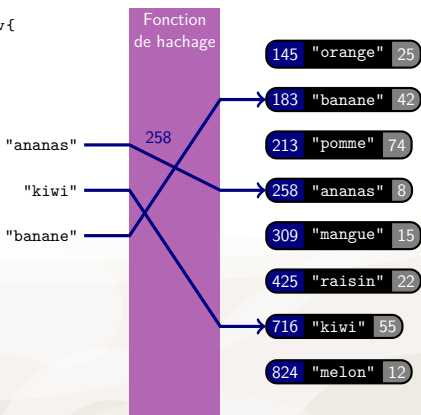 v{
Fonction
de hachage
145 "orange" 25
183 "banane" 42
213 "pomme" 74
"ananas" 258
258 "ananas" 8
"kiwi"
"banane"
309 "mangue" 15
425 "raisin" 22
716 "kiwi" 55
824 "melon" 12